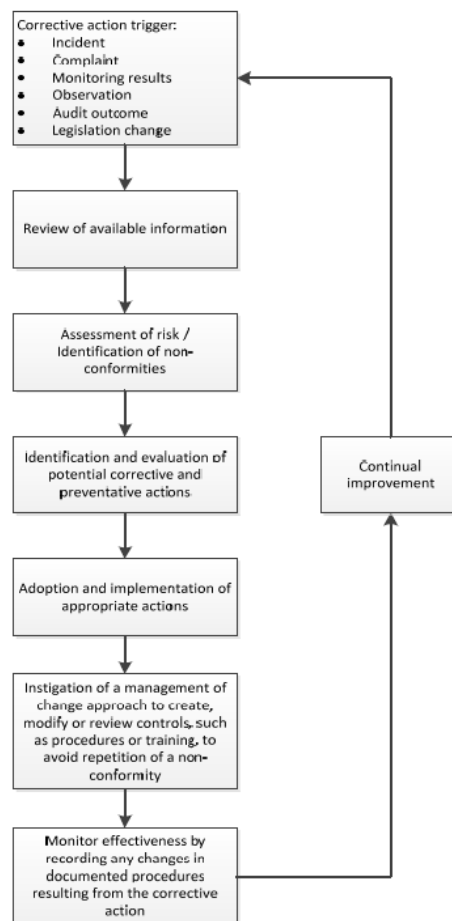 Corrective action trigger:
• Incident
• Complaint
• Monitoring results
• Observation
• Audit outcome
• Legislation change
Review of available information
Assessment of risk /
Identification of non-
conformities
Identification and evaluation of
potential corrective and
preventative actions
Continual
improvement
Adoption and implementation of
appropriate actions
Instigation of a management of
change approach to create,
modify or review controls, such
as procedures or training, to
avoid repetition of a non-
conformity
Monitor effectiveness by
recording any changes in
documented procedures
resulting from the corrective
action